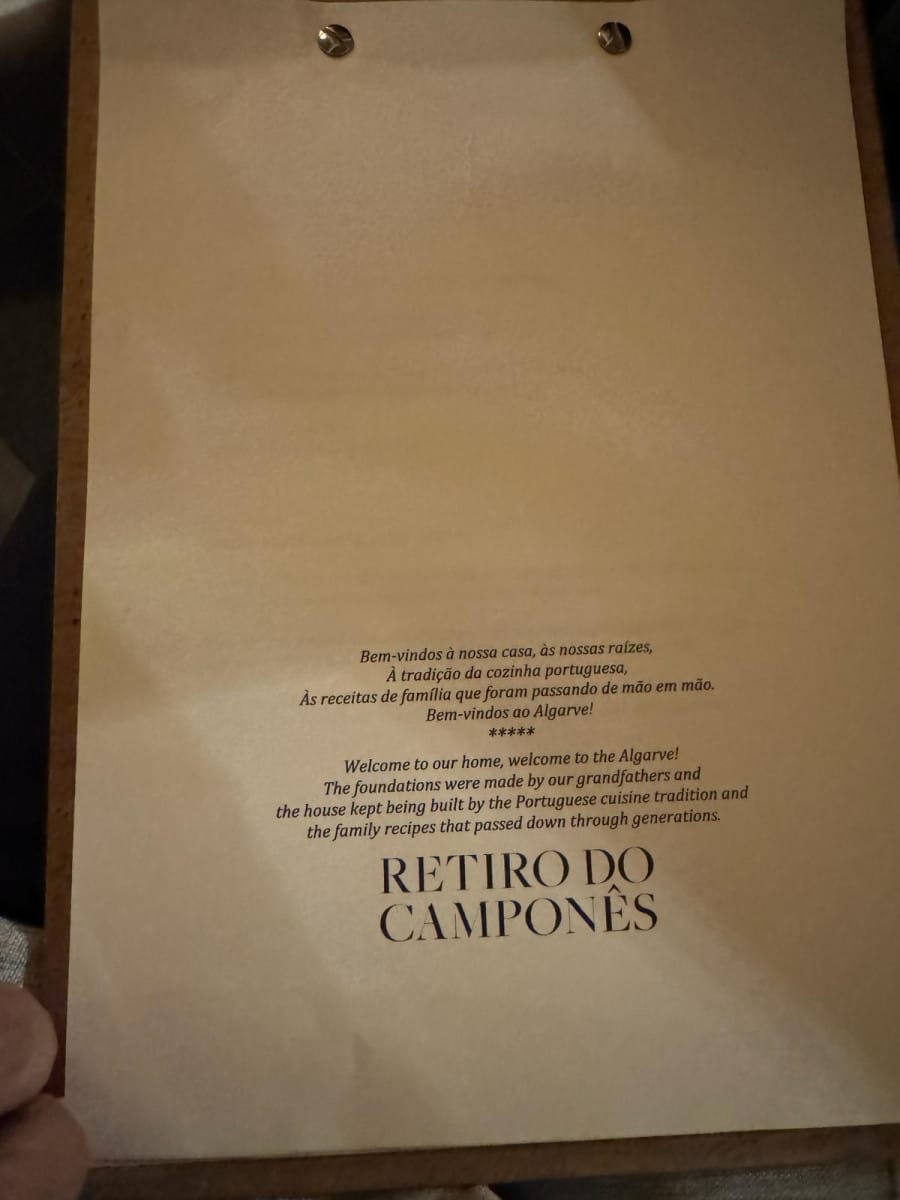 Bem-vindos à nossa casa, às nossas raízes,
À tradição da cozinha portuguesa,
Às receitas de família que foram passando de mão em mão.
Bem-vindos ao Algarve!
*****
Welcome to our home, welcome to the Algarve!
The foundations were made by our grandfathers and
the house kept being built by the Portuguese cuisine tradition and
the family recipes that passed down through generations.
RETIRO DO
CAMPONÊS